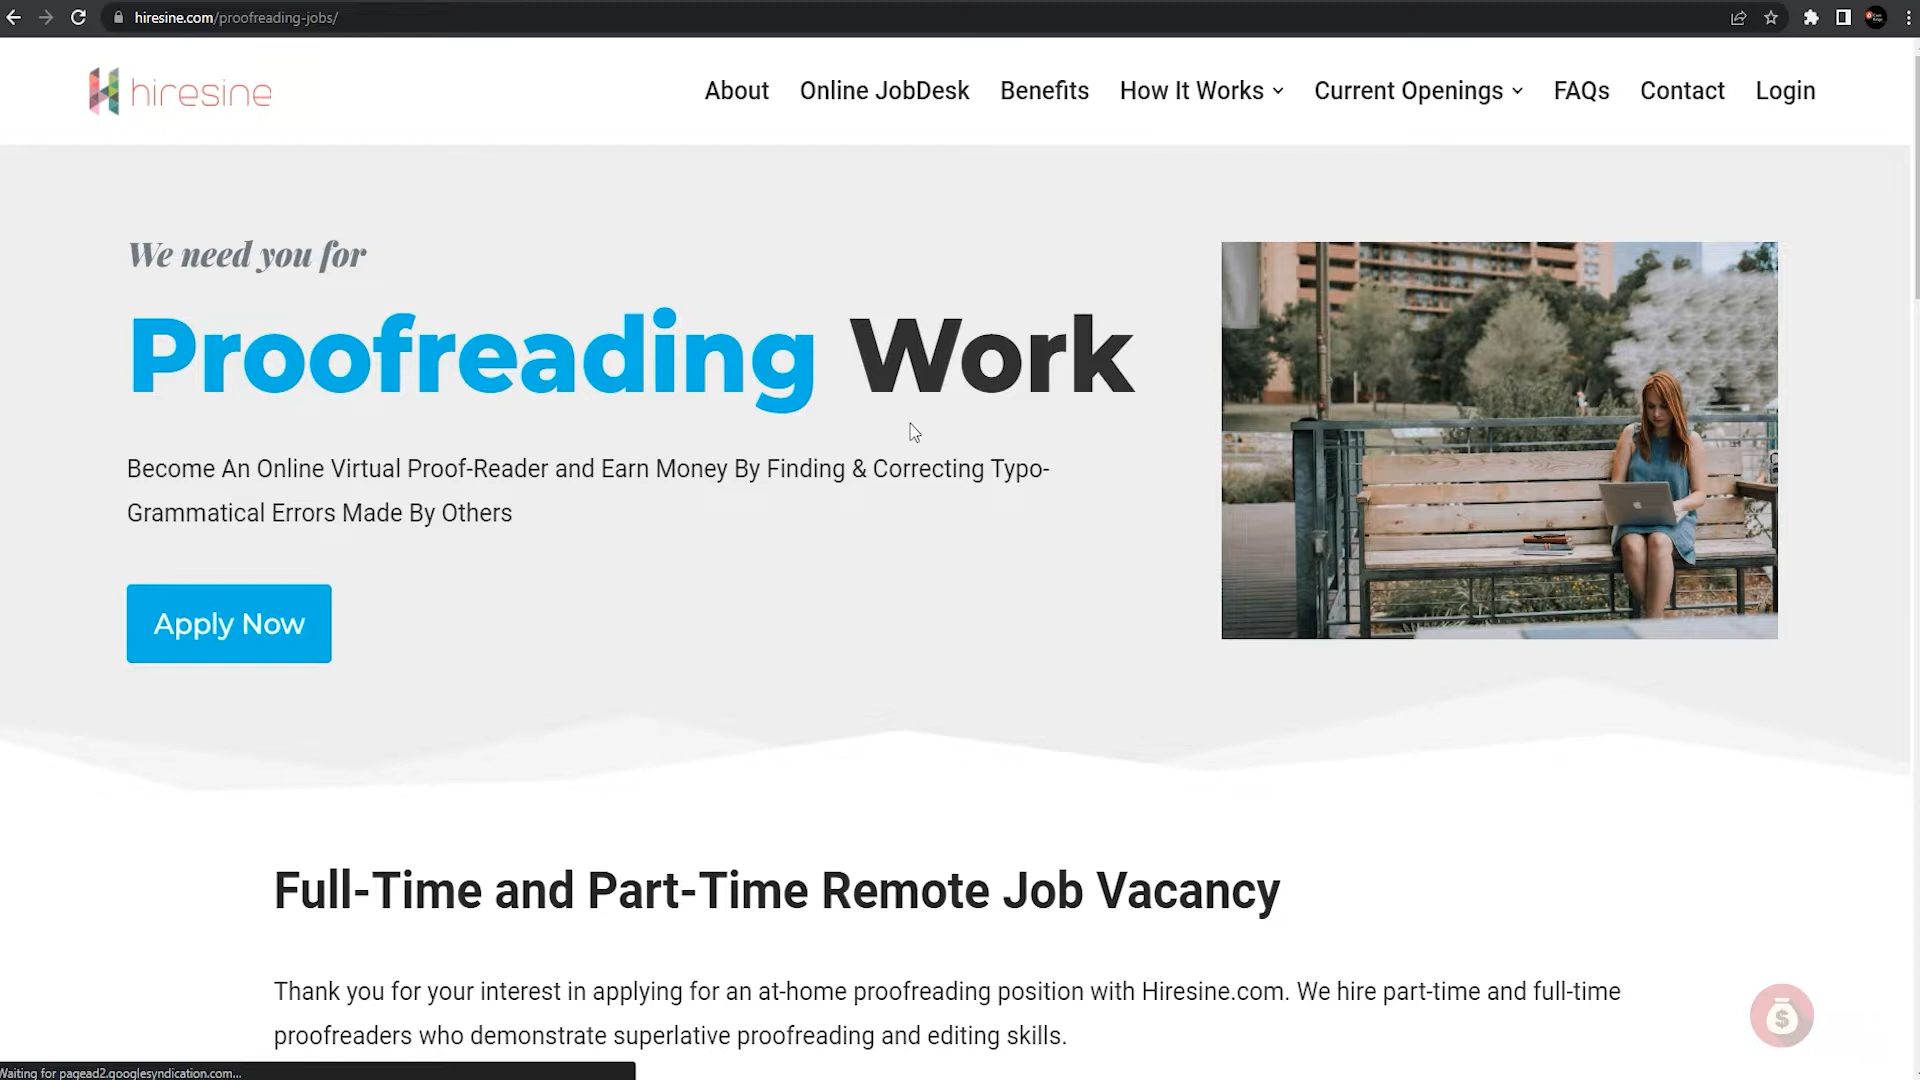 hiresine.com/proofreading-jobs/
hiresine
About
Online JobDesk
Benefits
How It Works
Current Openings
FAQs
Contact
Login
We need you for
Proofreading Work
Become An Online Virtual Proof-Reader and Earn Money By Finding & Correcting Typo-
Grammatical Errors Made By Others
Apply Now
Full-Time and Part-Time Remote Job Vacancy
Thank you for your interest in applying for an at-home proofreading position with Hiresine.com. We hire part-time and full-time
proofreaders who demonstrate superlative proofreading and editing skills.
$
Waiting for pagead2.googlesyndication.com...